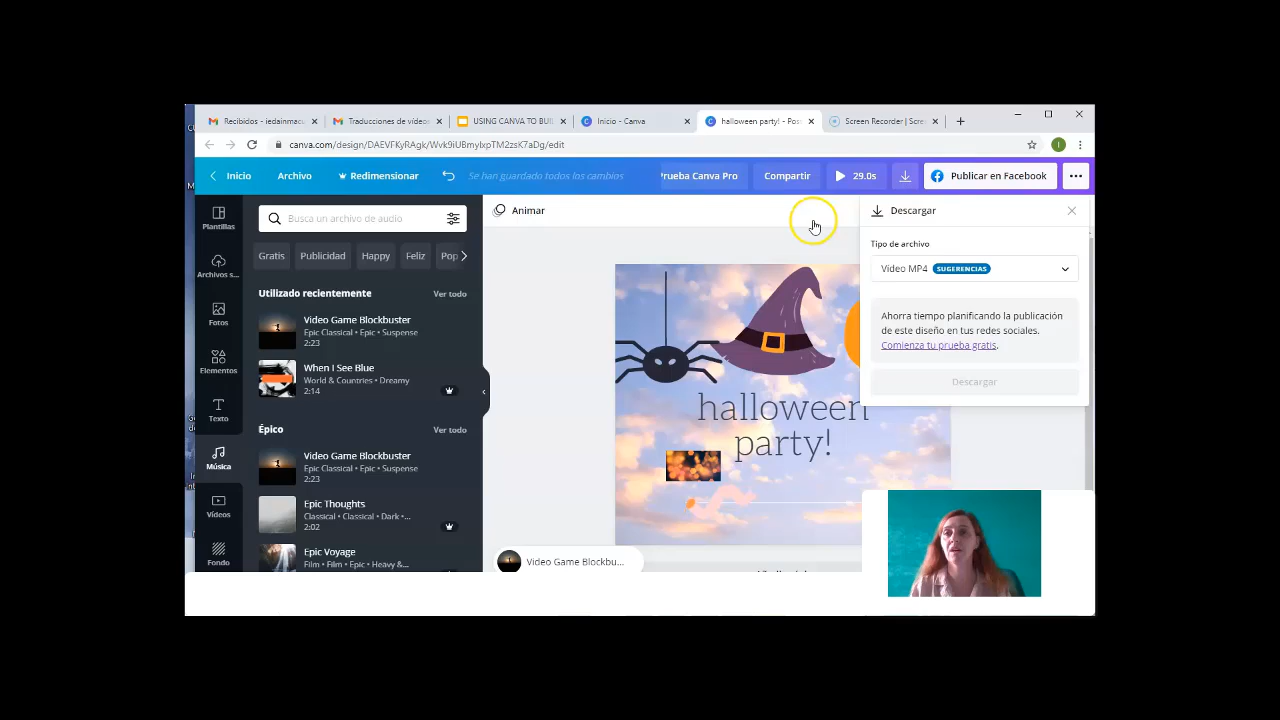 Recibidos - iedainmacu
Traducciones de vídeo
USING CANVA TO BUI
Inicio - Canva
halloween party! - Pos
Screen Recorder | Scre
canva.com/design/DAEVFKyRAgk/Wvk9iUBmylxpTM2zsK7aDg/edit
I
Inicio
Archivo
Redimensionar
Se han guardado todos los cambios
rueba Canva Pro
Compartir
29.0s
Publicar en Facebook
Plantillas
Archivos s...
Fotos
Elementos
Texto
Música
Vídeos
Fondo
Busca un archivo de audio
Gratis
Publicidad
Happy
Feliz
Pop
Utilizado recientemente
Ver todo
Video Game Blockbuster
Epic Classical • Epic • Suspense
2:23
When I See Blue
World & Countries • Dreamy
2:14
Épico
Ver todo
Video Game Blockbuster
Epic Classical • Epic • Suspense
2:23
Epic Thoughts
Classical • Classical • Dark •...
2:02
Epic Voyage
Film • Film • Epic • Heavy &...
Animar
halloween
party!
Video Game Blockbu...
Descargar
Tipo de archivo
Vídeo MP4 SUGERENCIAS
Ahorra tiempo planificando la publicación
de este diseño en tus redes sociales.
Comienza tu prueba gratis.
Descargar